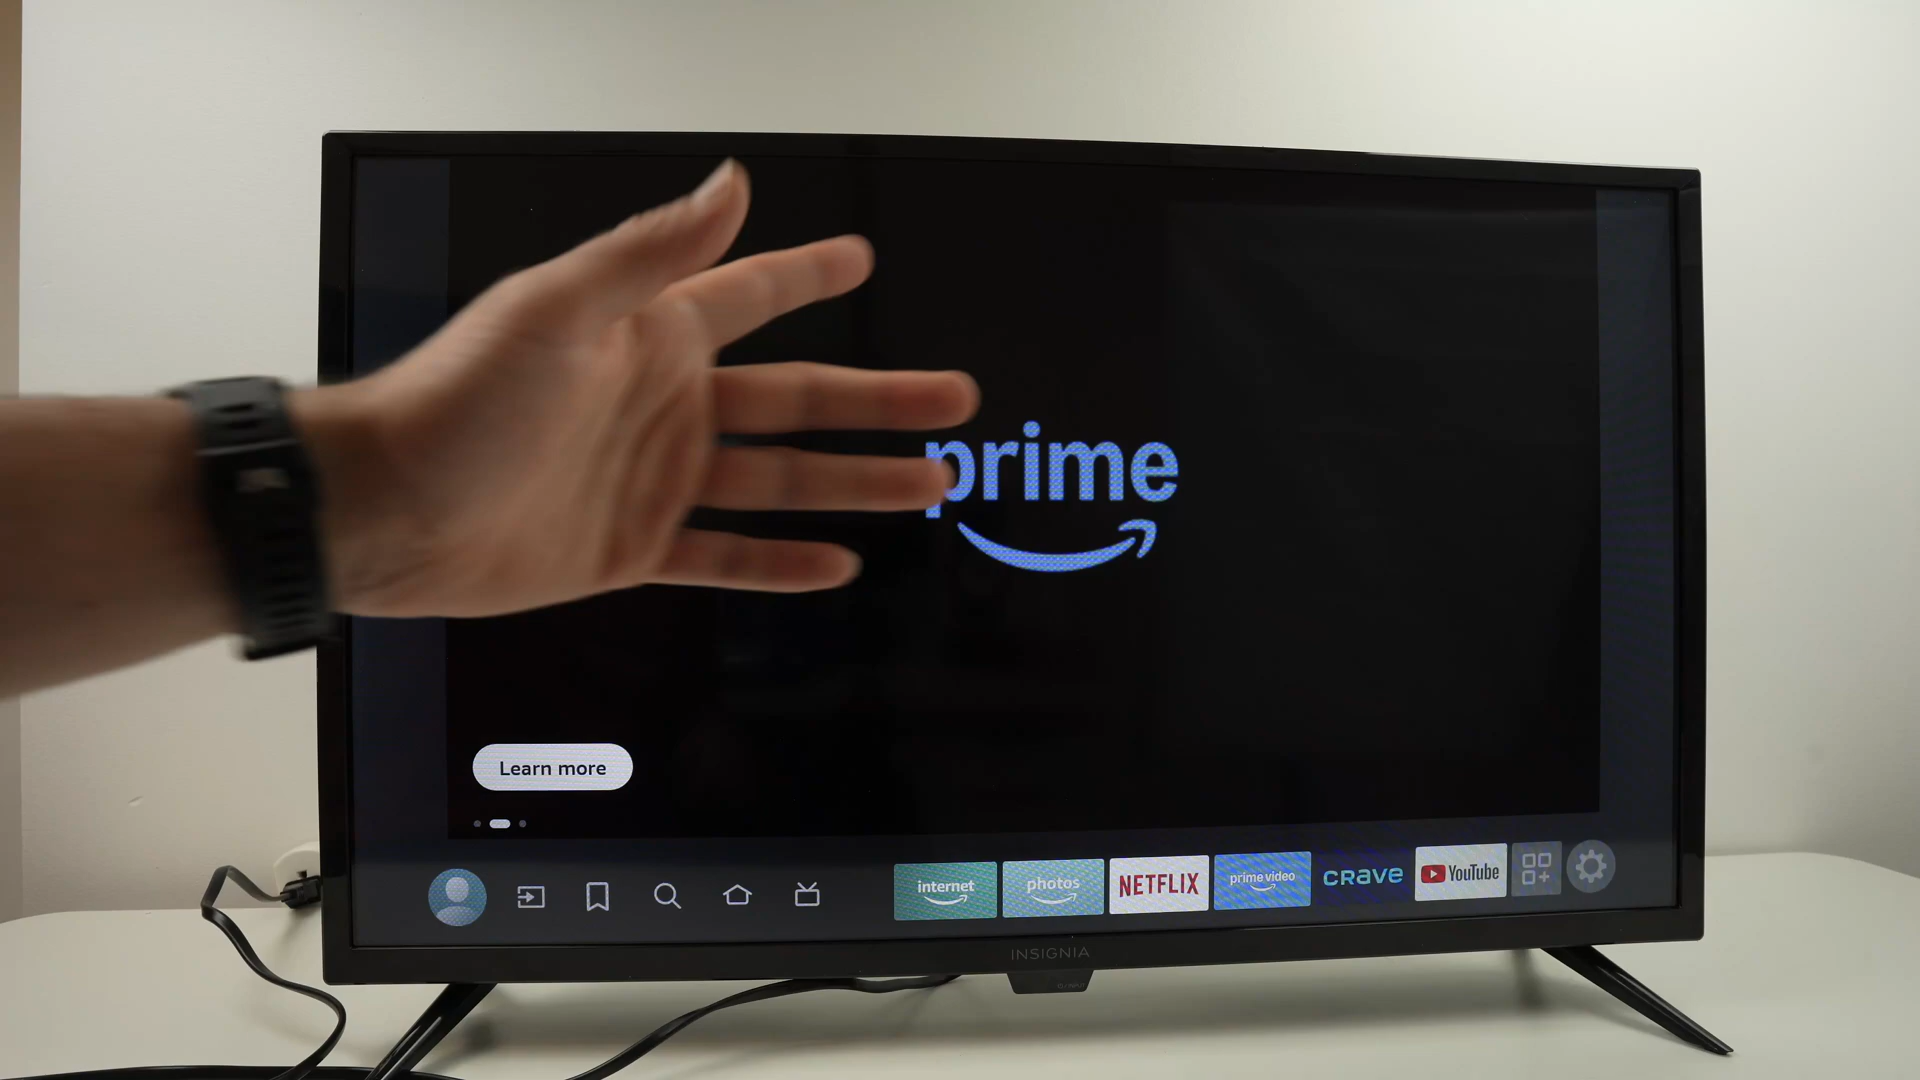 prime
Learn more
internet
photos
NETFLIX
prime video
CRAVE
YouTube
INSIGNIA